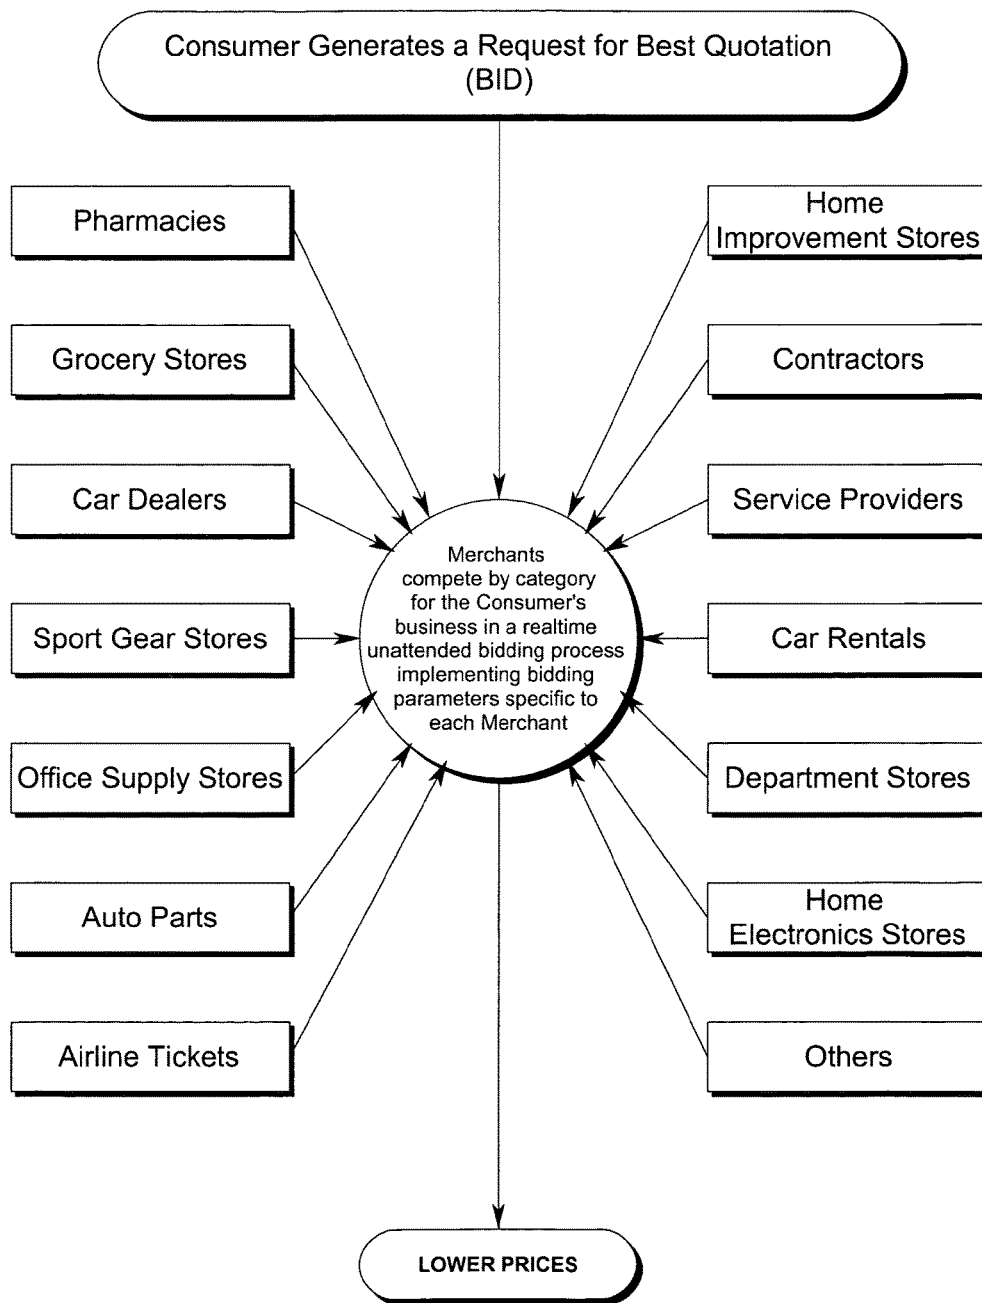 Consumer Generates a Request for Best Quotation
(BID)
Pharmacies
Grocery Stores
Car Dealers
Sport Gear Stores
Office Supply Stores
Auto Parts
Airline Tickets
Merchants
compete by category
for the Consumer's
business in a realtime
unattended bidding process
implementing bidding
parameters specific to
each Merchant
Home
Improvement Stores
Contractors
Service Providers
Car Rentals
Department Stores
Home
Electronics Stores
Others
LOWER PRICES